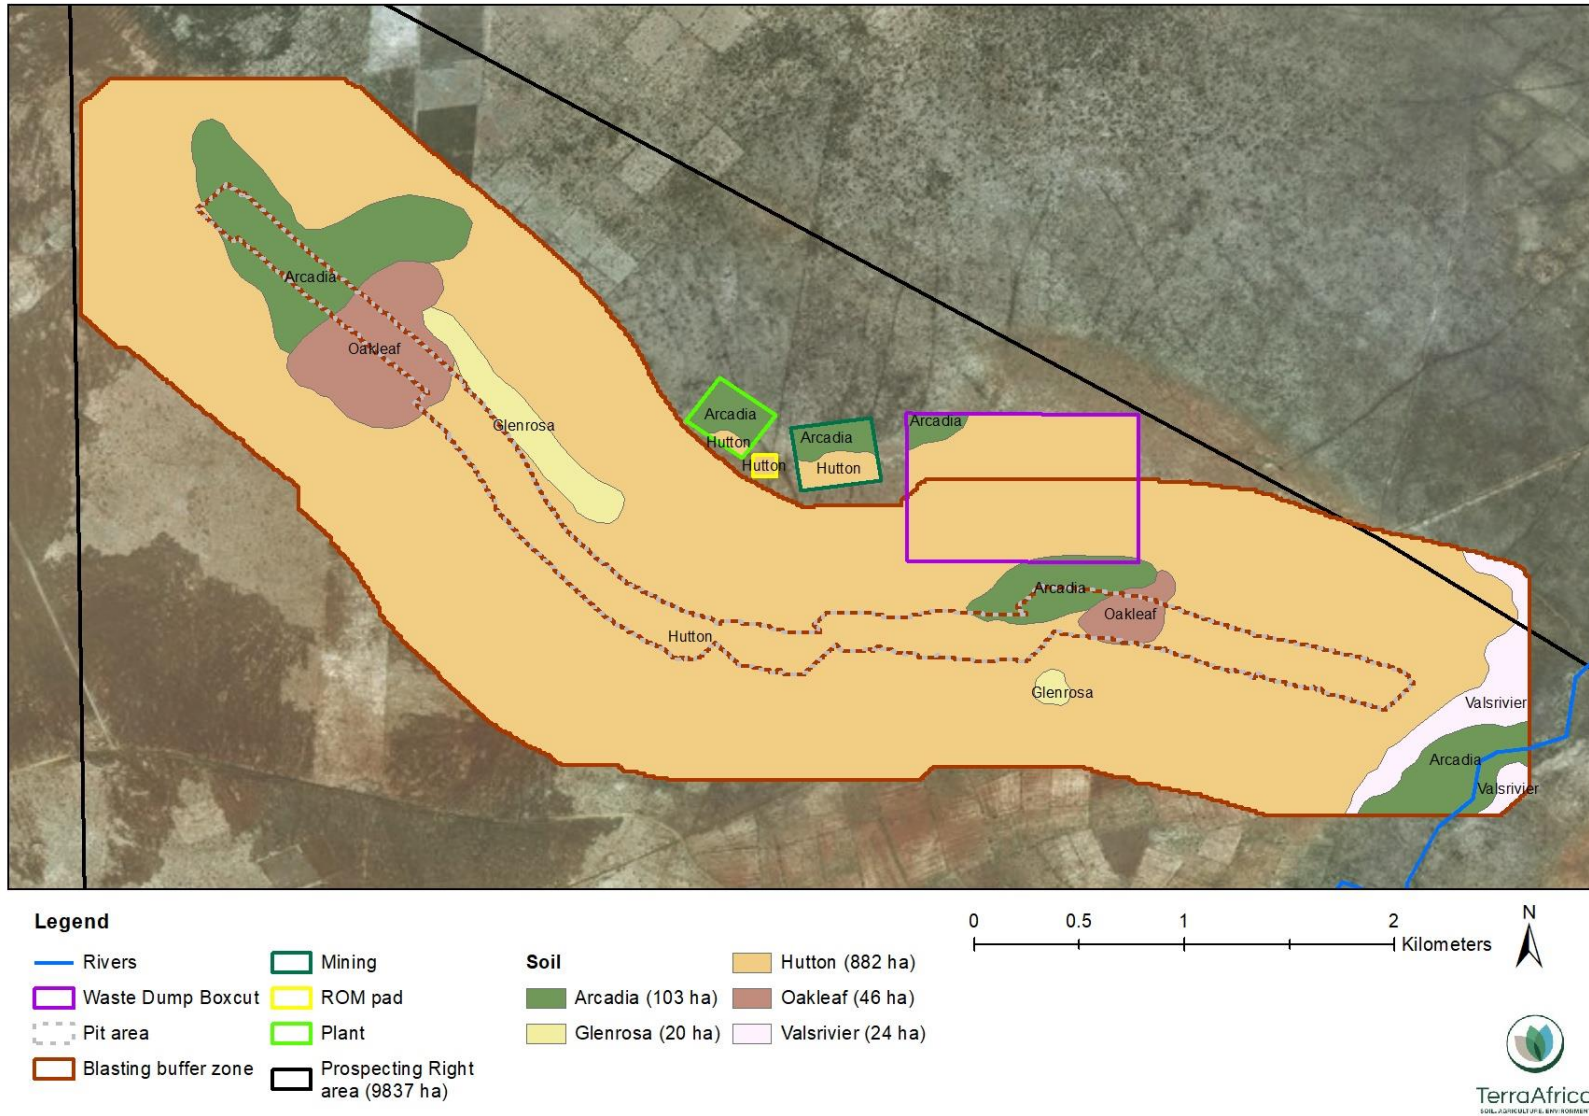 Arcadia
Oakleaf
Glenrosa
Arcadia
Hutton
Hutton
Arcadia
Hutton
Arcadia
Arcadia
Oakleaf
Hutton
Glenrosa
Valsrivier
Arcadia
Valsrivier
Legend
Rivers
Waste Dump Boxcut
Pit area
Blasting buffer zone
Mining
ROM pad
Plant
Prospecting Right
area (9837 ha)
Soil
Arcadia (103 ha)
Glenrosa (20 ha)
Hutton (882 ha)
Oakleaf (46 ha)
Valsrivier (24 ha)
0 0.5 1 2
Kilometers
N
TerraAfrica
SOIL, AGRICULTURE, ENVIRONMENT